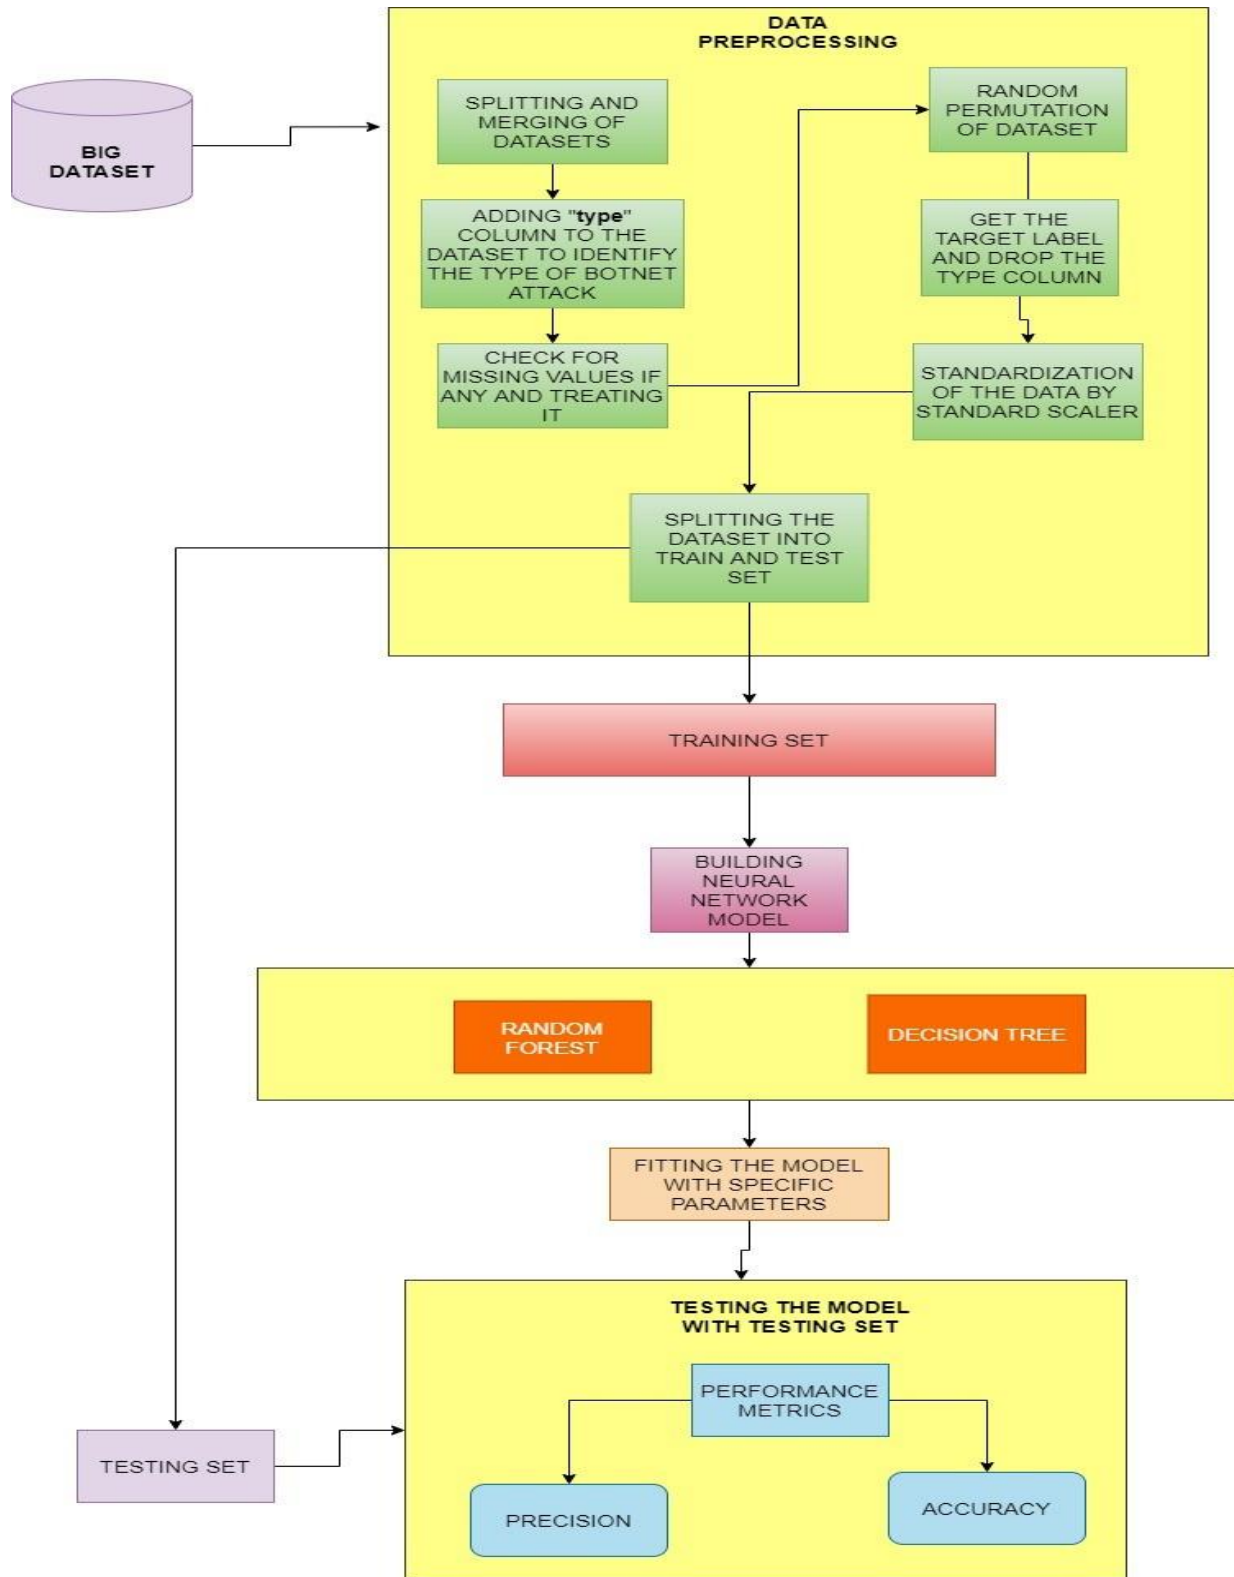 DATA
PREPROCESSING
BIG
DATASET
SPLITTING AND
MERGING OF
DATASETS
ADDING "type"
COLUMN TO THE
DATASET TO IDENTIFY
THE TYPE OF BOTNET
ATTACK
CHECK FOR
MISSING VALUES IF
ANY AND TREATING
IT
RANDOM
PERMUTATION
OF DATASET
GET THE
TARGET LABEL
AND DROP THE
TYPE COLUMN
STANDARDIZATION
OF THE DATA BY
STANDARD SCALER
SPLITTING THE
DATASET INTO
TRAIN AND TEST
SET
TRAINING SET
BUILDING
NEURAL
NETWORK
MODEL
RANDOM
FOREST
DECISION TREE
FITTING THE MODEL
WITH SPECIFIC
PARAMETERS
TESTING THE MODEL
WITH TESTING SET
PERFORMANCE
METRICS
TESTING SET
PRECISION
ACCURACY